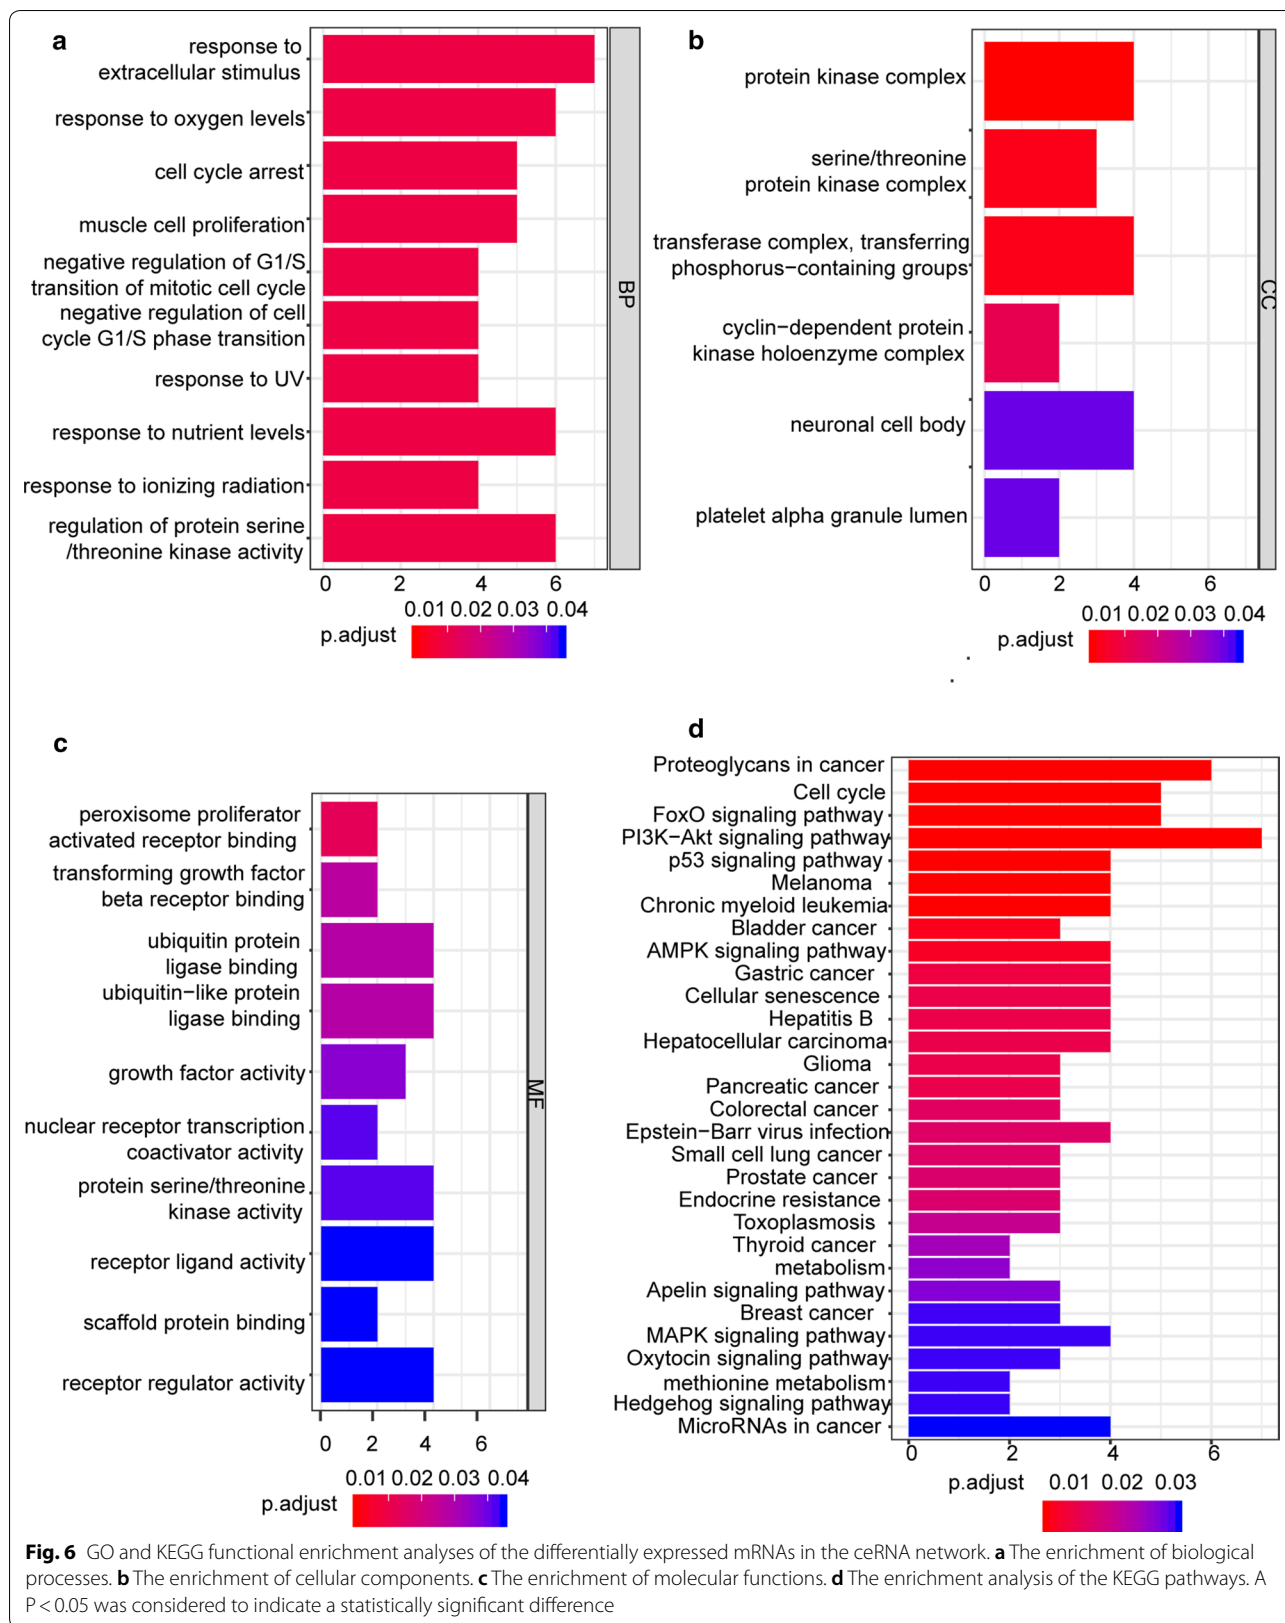 a
response to
extracellular stimulus
response to oxygen levels
cell cycle arrest
muscle cell proliferation
negative regulation of G1/S
transition of mitotic cell cycle
negative regulation of cell
cycle G1/S phase transition
response to UV
response to nutrient levels
response to ionizing radiation
regulation of protein serine
/threonine kinase activity
BP
0 2 4 6
0.01 0.02 0.03 0.04
p.adjust
b
protein kinase complex
serine/threonine
protein kinase complex
transferase complex, transferring
phosphorus−containing groups
cyclin−dependent protein
kinase holoenzyme complex
neuronal cell body
platelet alpha granule lumen
CC
0 2 4 6
0.01 0.02 0.03 0.04
p.adjust
c
peroxisome proliferator
activated receptor binding
transforming growth factor
beta receptor binding
ubiquitin protein
ligase binding
ubiquitin−like protein
ligase binding
growth factor activity
nuclear receptor transcription
coactivator activity
protein serine/threonine
kinase activity
receptor ligand activity
scaffold protein binding
receptor regulator activity
MF
0 2 4 6
0.01 0.02 0.03 0.04
p.adjust
d
Proteoglycans in cancer
Cell cycle
FoxO signaling pathway
PI3K−Akt signaling pathway
p53 signaling pathway
Melanoma
Chronic myeloid leukemia
Bladder cancer
AMPK signaling pathway
Gastric cancer
Cellular senescence
Hepatitis B
Hepatocellular carcinoma
Glioma
Pancreatic cancer
Colorectal cancer
Epstein−Barr virus infection
Small cell lung cancer
Prostate cancer
Endocrine resistance
Toxoplasmosis
Thyroid cancer
metabolism
Apelin signaling pathway
Breast cancer
MAPK signaling pathway
Oxytocin signaling pathway
methionine metabolism
Hedgehog signaling pathway
MicroRNAs in cancer
0 2 4 6
p.adjust 0.01 0.02 0.03
Fig. 6 GO and KEGG functional enrichment analyses of the differentially expressed mRNAs in the ceRNA network. a The enrichment of biological
processes. b The enrichment of cellular components. c The enrichment of molecular functions. d The enrichment analysis of the KEGG pathways. A
P < 0.05 was considered to indicate a statistically significant difference